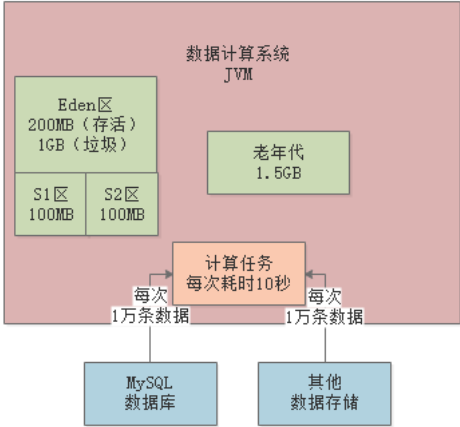 数据计算系统
JVM
Eden区
200MB（存活）
1GB（垃圾）
S1区
100MB
S2区
100MB
老年代
1.5GB
计算任务
每次耗时10秒
每次
1万条数据
每次
1万条数据
MySQL
数据库
其他
数据存储